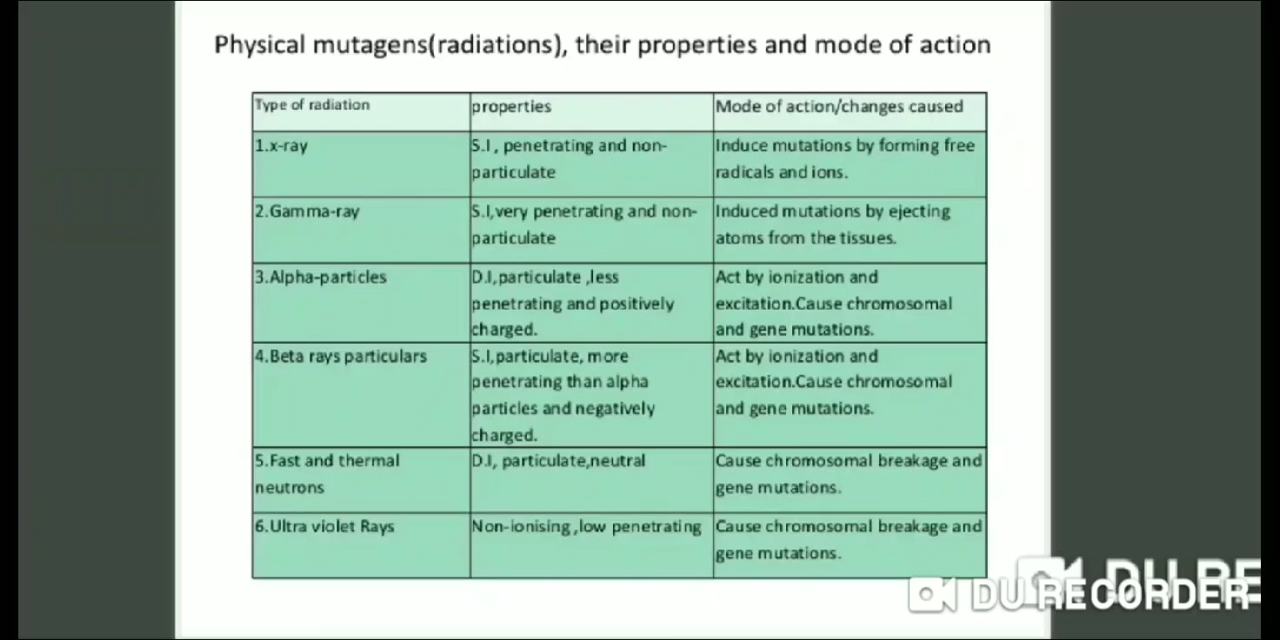 Physical mutagens(radiations), their properties and mode of action
Type of radiation
properties
Mode of action/changes caused
1.x-ray
S.I, penetrating and non-
particulate
Induce mutations by forming free
radicals and ions.
2.Gamma-ray
S.I,very penetrating and non-
particulate
Induced mutations by ejecting
atoms from the tissues.
3.Alpha-particles
D.I,particulate ,less
penetrating and positively
charged.
Act by ionization and
excitation.Cause chromosomal
and gene mutations.
4.Beta rays particulars
S.I,particulate, more
penetrating than alpha
particles and negatively
charged.
Act by ionization and
excitation.Cause chromosomal
and gene mutations.
5.Fast and thermal
neutrons
D.I, particulate,neutral
Cause chromosomal breakage and
gene mutations.
6.Ultra violet Rays
Non-ionising ,low penetrating
Cause chromosomal breakage and
gene mutations.
DU RE
DU RECORDER